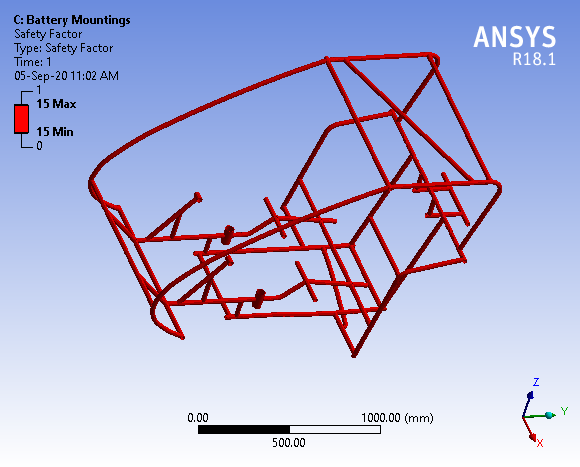 C: Battery Mountings
Safety Factor
Type: Safety Factor
Time: 1
05-Sep-20 11:02 AM
1
15 Max
15 Min
0
ANSYS
R18.1
0.00
1000.00 (mm)
500.00
Z
Y
X